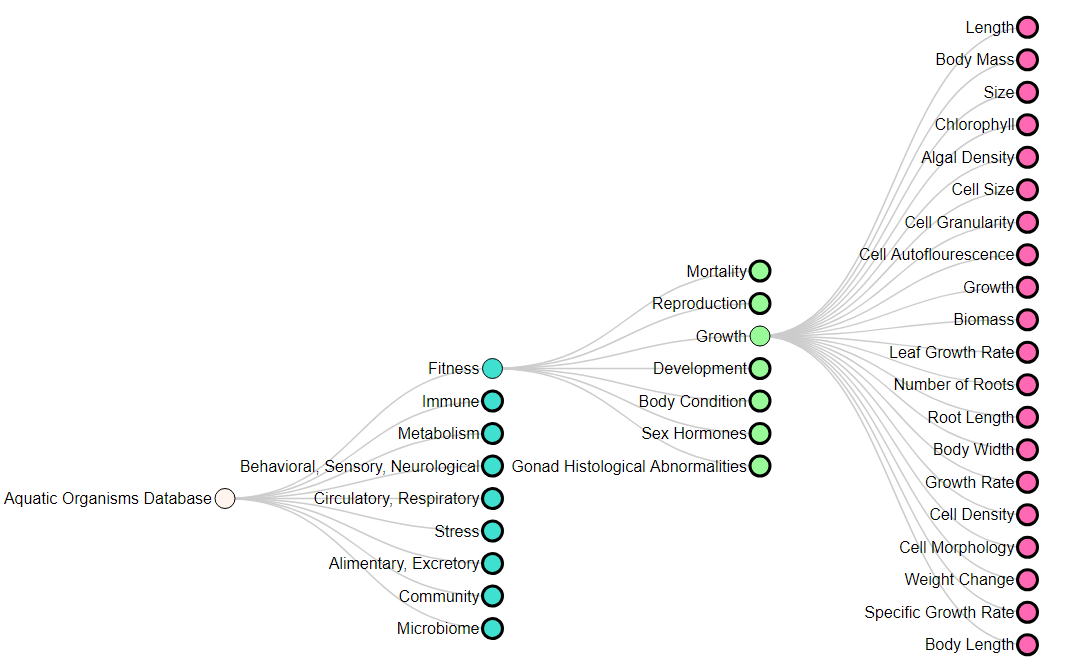 Aquatic Organisms Database
Fitness
Immune
Metabolism
Behavioral, Sensory, Neurological
Circulatory, Respiratory
Stress
Alimentary, Excretory
Community
Microbiome
Mortality
Reproduction
Growth
Development
Body Condition
Sex Hormones
Gonad Histological Abnormalities
Length
Body Mass
Size
Chlorophyll
Algal Density
Cell Size
Cell Granularity
Cell Autoflourescence
Growth
Biomass
Leaf Growth Rate
Number of Roots
Root Length
Body Width
Growth Rate
Cell Density
Cell Morphology
Weight Change
Specific Growth Rate
Body Length